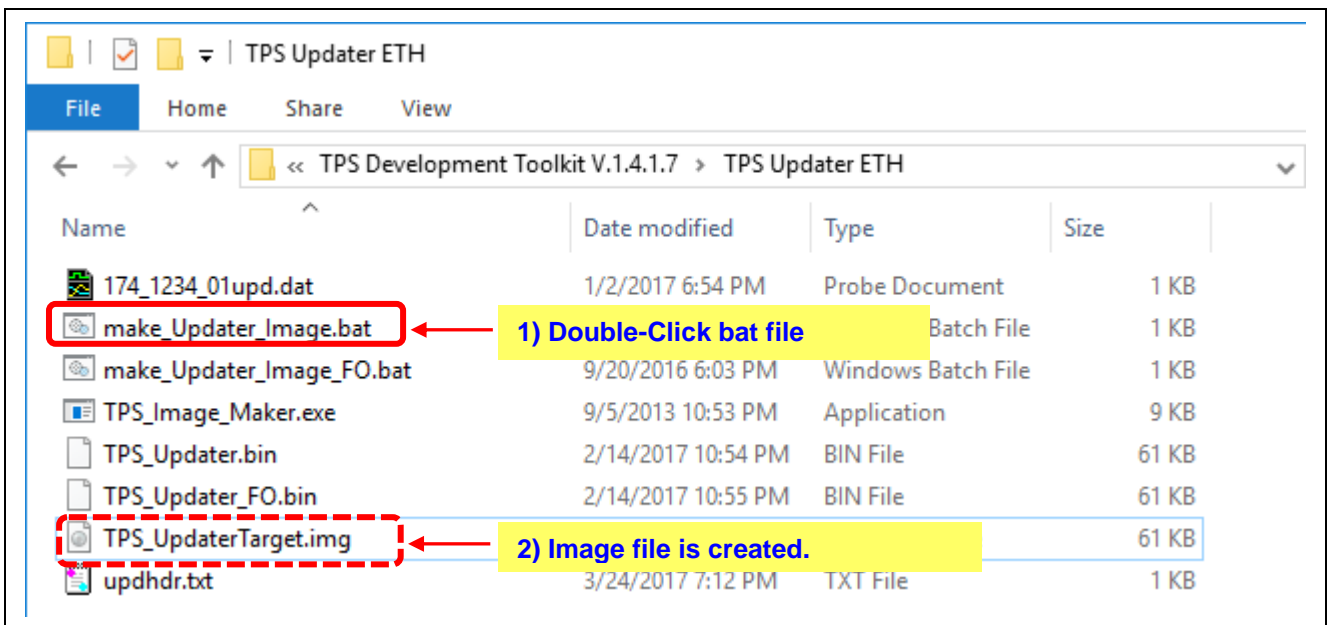 TPS Updater ETH
File Home Share View
« TPS Development Toolkit V.1.4.1.7 > TPS Updater ETH
Name Date modified Type Size
174_1234_01upd.dat 1/2/2017 6:54 PM Probe Document 1 KB
make_Updater_Image.bat 1) Double-Click bat file Batch File 1 KB
make_Updater_Image_FO.bat 9/20/2016 6:03 PM Windows Batch File 1 KB
TPS_Image_Maker.exe 9/5/2013 10:53 PM Application 9 KB
TPS_Updater.bin 2/14/2017 10:54 PM BIN File 61 KB
TPS_Updater_FO.bin 2/14/2017 10:55 PM BIN File 61 KB
TPS_UpdaterTarget.img 2) Image file is created. 61 KB
updhdr.txt 3/24/2017 7:12 PM TXT File 1 KB